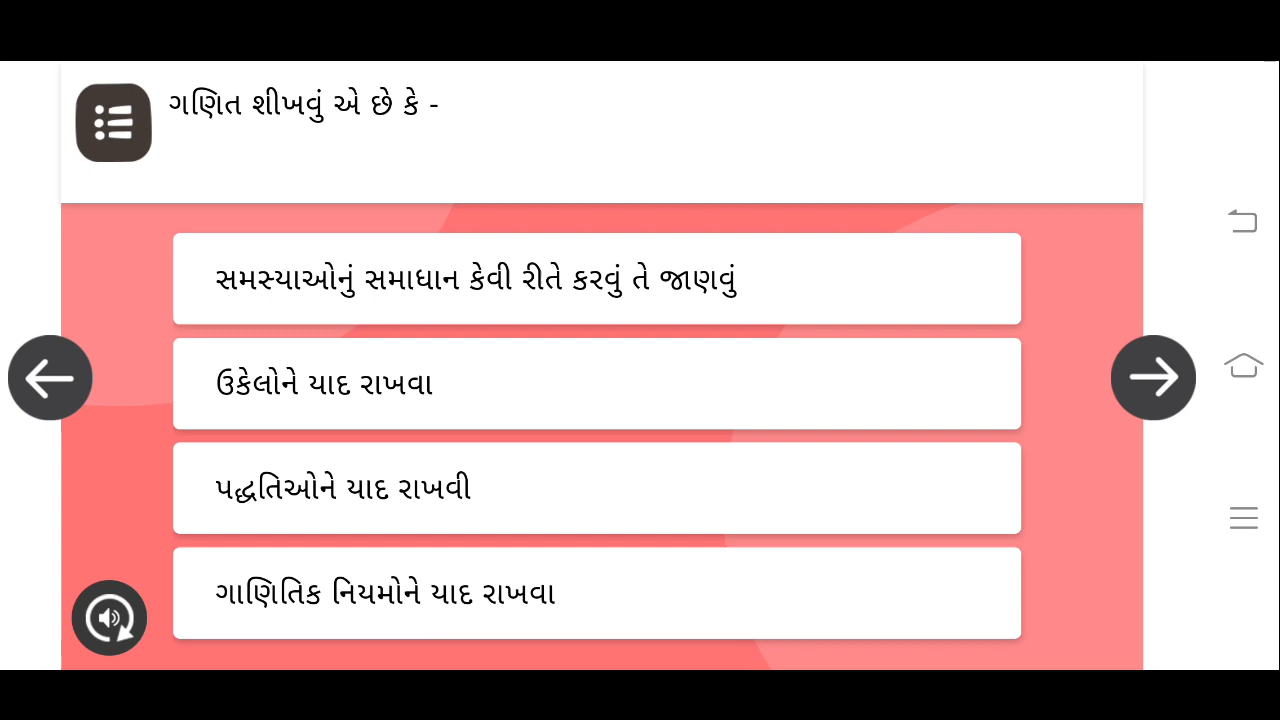 ગણિત શીખવું એ છે કે -
સમસ્યાઓનું સમાધાન કેવી રીતે કરવું તે જાણવું
ઉકેલોને યાદ રાખવા
પદ્ધતિઓને યાદ રાખવી
ગાણિતિક નિયમોને યાદ રાખવા